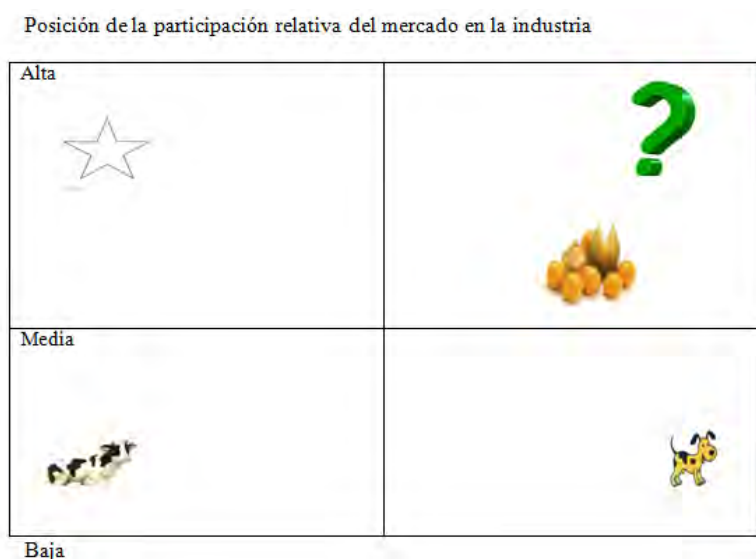 Posición de la participación relativa del mercado en la industria
Alta
Media
Baja